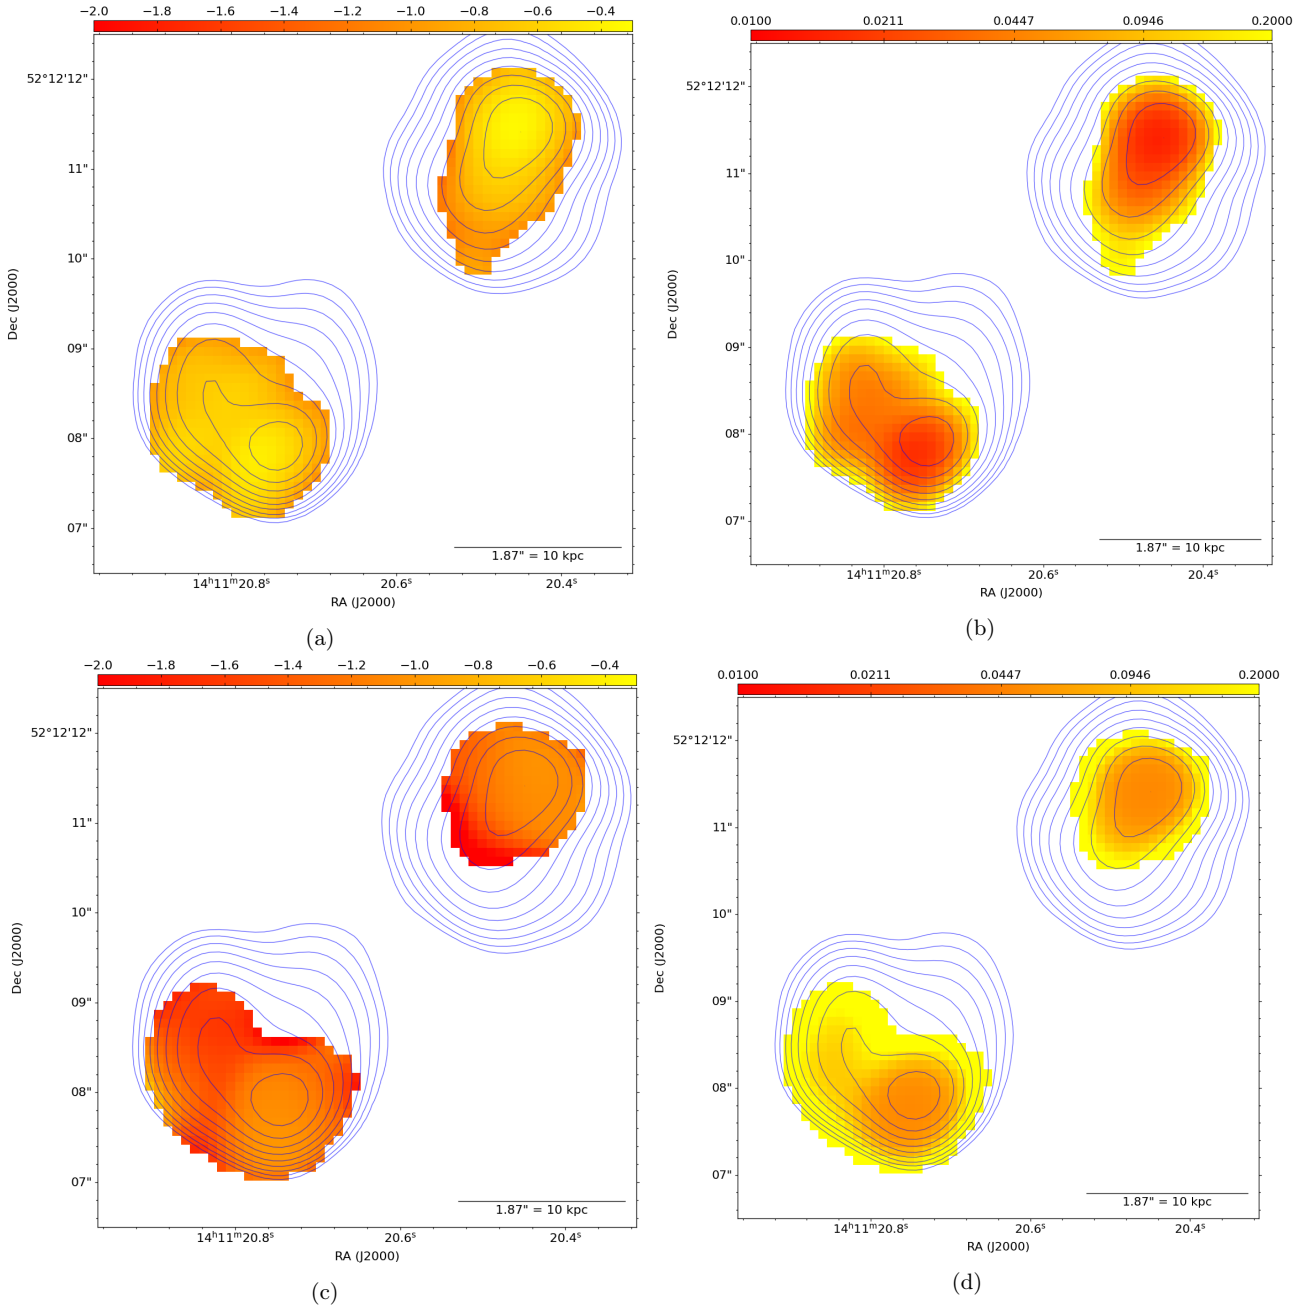 −2.0 −1.8 −1.6 −1.4 −1.2 −1.0 −0.8 −0.6 −0.4
52°12'12"
11"
10"
09"
08"
07"
Dec (J2000)
1.87" = 10 kpc
14ʰ11ᵐ20.8ˢ 20.6ˢ 20.4ˢ
RA (J2000)
(a)
0.0100 0.0211 0.0447 0.0946 0.2000
52°12'12"
11"
10"
09"
08"
07"
Dec (J2000)
1.87" = 10 kpc
14ʰ11ᵐ20.8ˢ 20.6ˢ 20.4ˢ
RA (J2000)
(b)
−2.0 −1.8 −1.6 −1.4 −1.2 −1.0 −0.8 −0.6 −0.4
52°12'12"
11"
10"
09"
08"
07"
Dec (J2000)
1.87" = 10 kpc
14ʰ11ᵐ20.8ˢ 20.6ˢ 20.4ˢ
RA (J2000)
(c)
0.0100 0.0211 0.0447 0.0946 0.2000
52°12'12"
11"
10"
09"
08"
07"
Dec (J2000)
1.87" = 10 kpc
14ʰ11ᵐ20.8ˢ 20.6ˢ 20.4ˢ
RA (J2000)
(d)